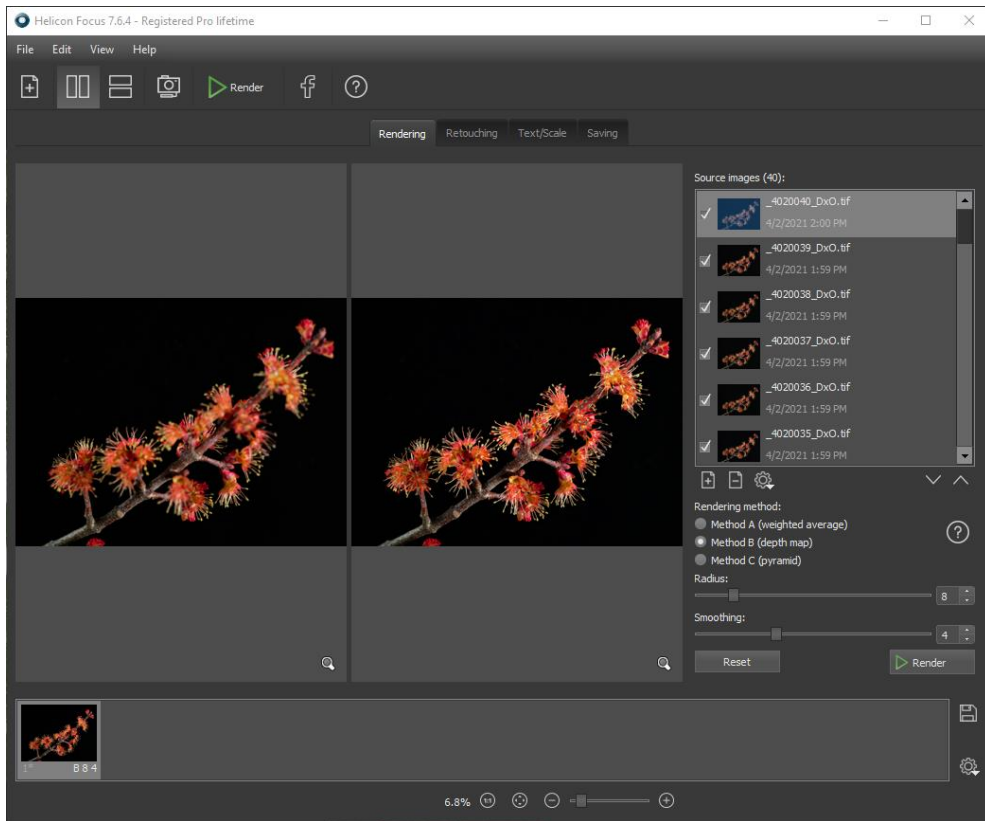 Helicon Focus 7.6.4 - Registered Pro lifetime
File Edit View Help
Render
Rendering Retouching Text/Scale Saving
Source images (40):
_4020040_DxO.tif
4/2/2021 2:00 PM
_4020039_DxO.tif
4/2/2021 1:59 PM
_4020038_DxO.tif
4/2/2021 1:59 PM
_4020037_DxO.tif
4/2/2021 1:59 PM
_4020036_DxO.tif
4/2/2021 1:59 PM
_4020035_DxO.tif
4/2/2021 1:59 PM
Rendering method:
Method A (weighted average)
Method B (depth map)
Method C (pyramid)
Radius:
8
Smoothing:
4
Reset Render
1* B 8 4
6.8% 1:1